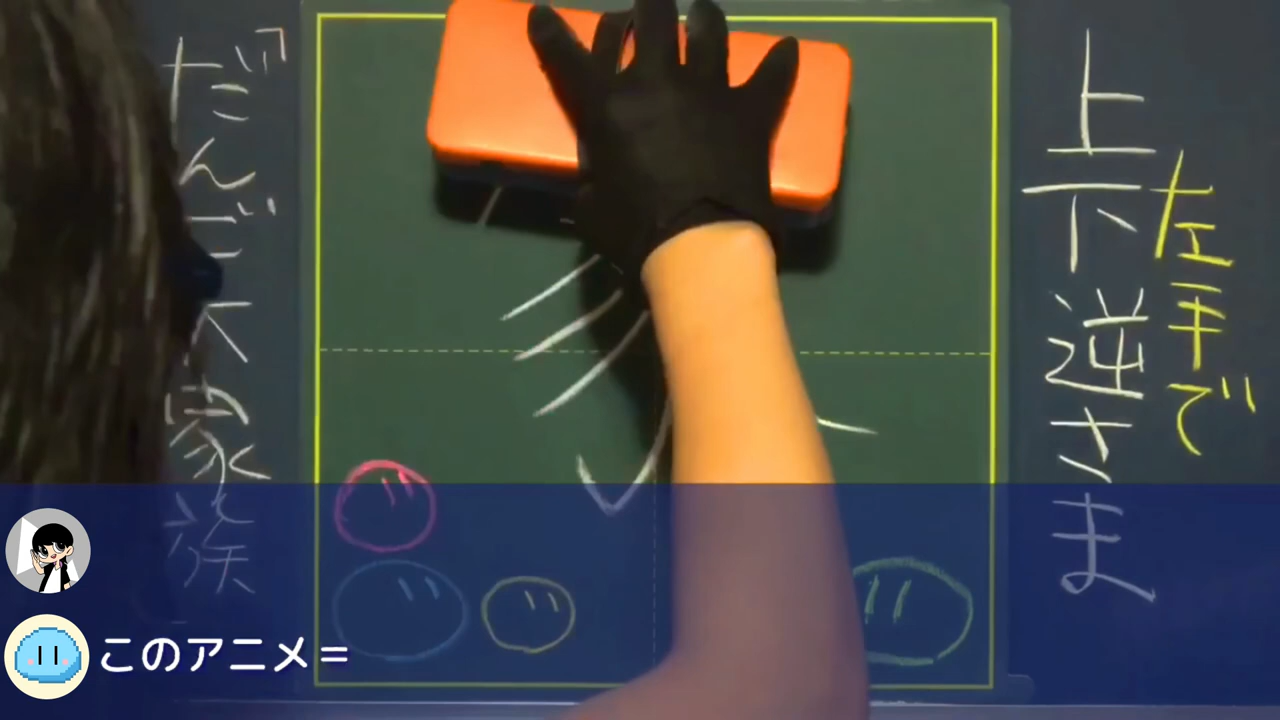 左手で
上下逆さま
『だんご大家族
このアニメ＝